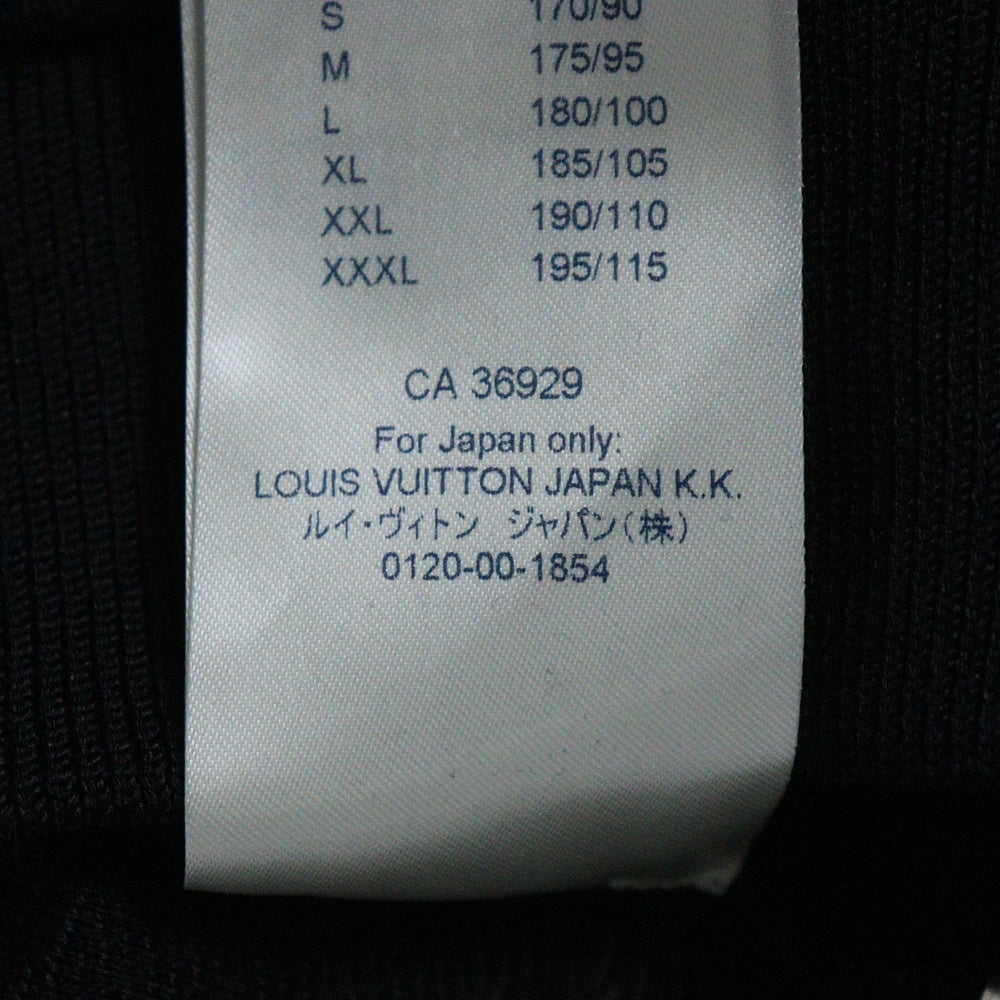 S 170/90
M 175/95
L 180/100
XL 185/105
XXL 190/110
XXXL 195/115
CA 36929
For Japan only:
LOUIS VUITTON JAPAN K.K.
ルイ・ヴィトン ジャパン(株)
0120-00-1854